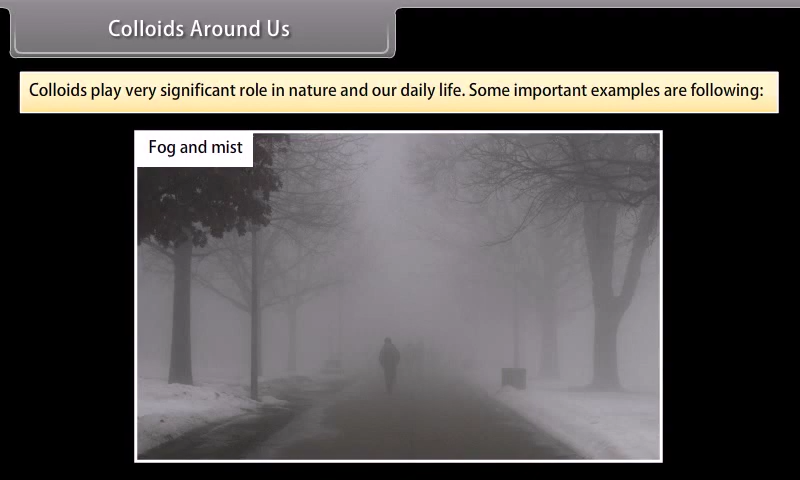 Colloids Around Us
Colloids play very significant role in nature and our daily life. Some important examples are following:
Fog and mist